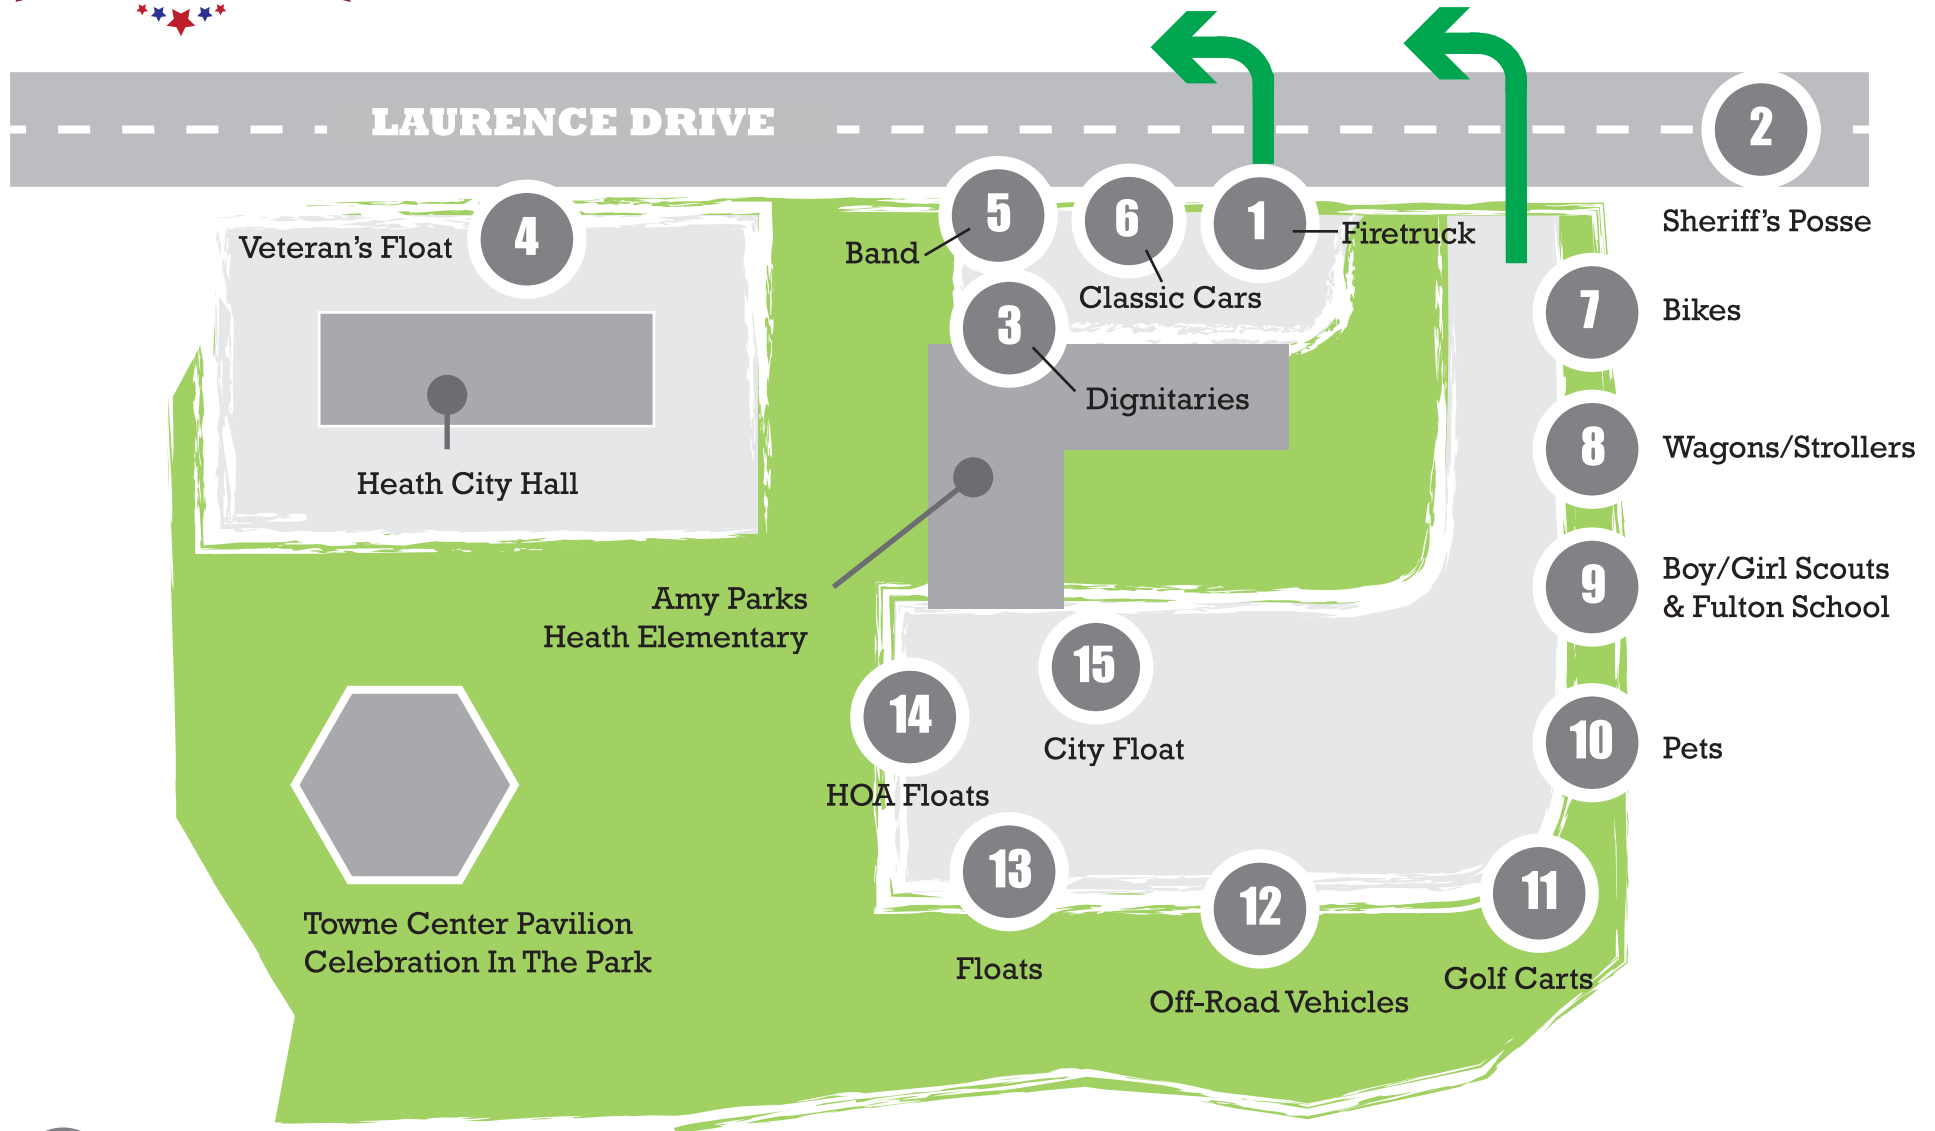 LAURENCE DRIVE
2
Sheriff's Posse
4
Veteran's Float
5
Band
6
Classic Cars
1
Firetruck
3
Dignitaries
7
Bikes
8
Wagons/Strollers
Heath City Hall
9
Boy/Girl Scouts
& Fulton School
Amy Parks
Heath Elementary
15
City Float
14
HOA Floats
10
Pets
13
Floats
12
Off-Road Vehicles
11
Golf Carts
Towne Center Pavilion
Celebration In The Park